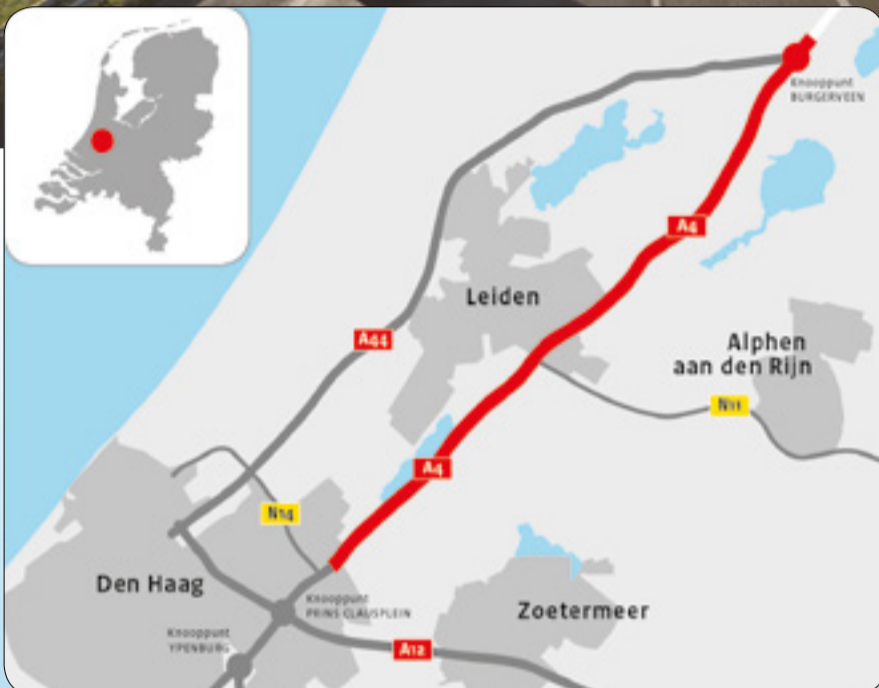 Knooppunt
BURGERVEEN
A4
Leiden
A44
Alphen
aan den Rijn
N11
A4
N14
Den Haag
Knooppunt
PRINS CLAUSPLEIN
Zoetermeer
Knooppunt
YPENBURG
A12